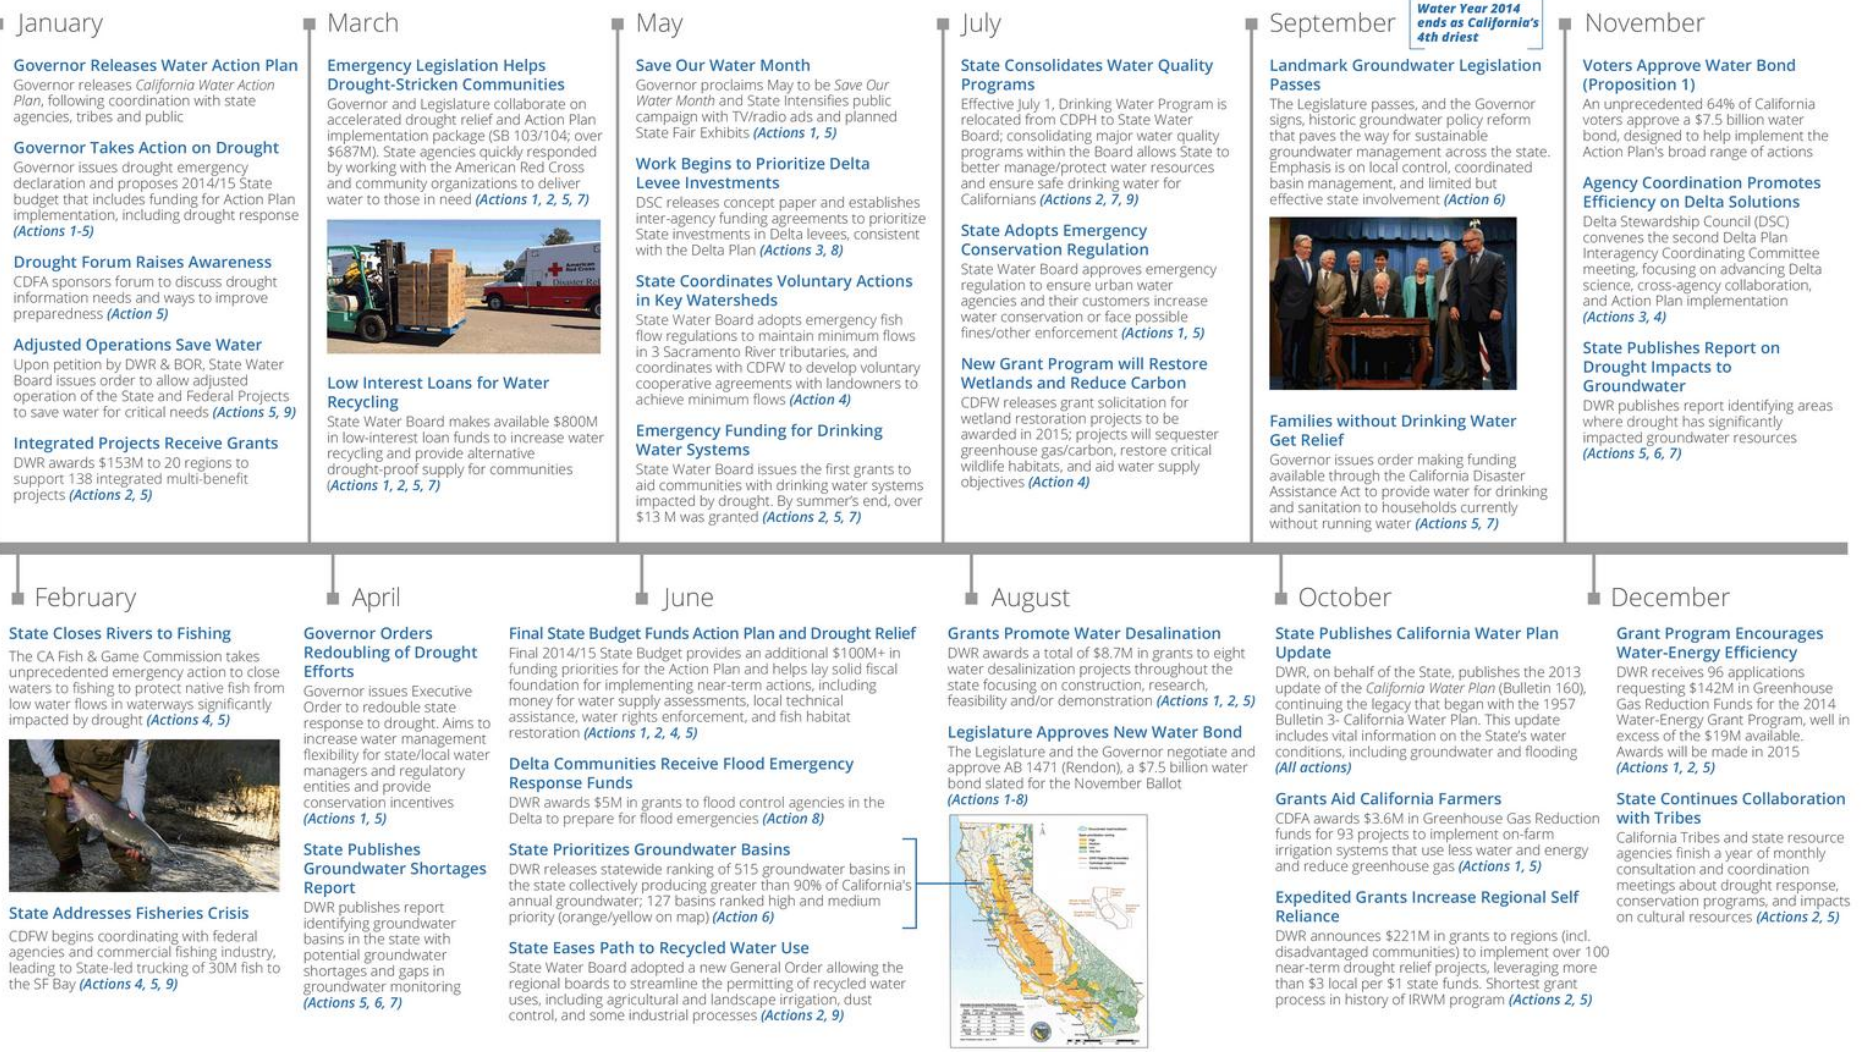 January
Governor Releases Water Action Plan
Governor releases California Water Action
Plan, following coordination with state
agencies, tribes and public
Governor Takes Action on Drought
Governor issues drought emergency
declaration and proposes 2014/15 State
budget that includes funding for Action Plan
implementation, including drought response
(Actions 1-5)
Drought Forum Raises Awareness
CDFA sponsors forum to discuss drought
information needs and ways to improve
preparedness (Action 5)
Adjusted Operations Save Water
Upon petition by DWR & BOR, State Water
Board issues order to allow adjusted
operation of the State and Federal Projects
to save water for critical needs (Actions 5, 9)
Integrated Projects Receive Grants
DWR awards $153M to 20 regions to
support 138 integrated multi-benefit
projects (Actions 2, 5)
March
Emergency Legislation Helps
Drought-Stricken Communities
Governor and Legislature collaborate on
accelerated drought relief and Action Plan
implementation package (SB 103/104; over
$687M). State agencies quickly responded
by working with the American Red Cross
and community organizations to deliver
water to those in need (Actions 1, 2, 5, 7)
American
Red Cross
Disaster Rel
Low Interest Loans for Water
Recycling
State Water Board makes available $800M
in low-interest loan funds to increase water
recycling and provide alternative
drought-proof supply for communities
(Actions 1, 2, 5, 7)
May
Save Our Water Month
Governor proclaims May to be Save Our
Water Month and State Intensifies public
campaign with TV/radio ads and planned
State Fair Exhibits (Actions 1, 5)
Work Begins to Prioritize Delta
Levee Investments
DSC releases concept paper and establishes
inter-agency funding agreements to prioritize
State investments in Delta levees, consistent
with the Delta Plan (Actions 3, 8)
State Coordinates Voluntary Actions
in Key Watersheds
State Water Board adopts emergency fish
flow regulations to maintain minimum flows
in 3 Sacramento River tributaries, and
coordinates with CDFW to develop voluntary
cooperative agreements with landowners to
achieve minimum flows (Action 4)
Emergency Funding for Drinking
Water Systems
State Water Board issues the first grants to
aid communities with drinking water systems
impacted by drought. By summer's end, over
$13 M was granted (Actions 2, 5, 7)
July
State Consolidates Water Quality
Programs
Effective July 1, Drinking Water Program is
relocated from CDPH to State Water
Board; consolidating major water quality
programs within the Board allows State to
better manage/protect water resources
and ensure safe drinking water for
Californians (Actions 2, 7, 9)
State Adopts Emergency
Conservation Regulation
State Water Board approves emergency
regulation to ensure urban water
agencies and their customers increase
water conservation or face possible
fines/other enforcement (Actions 1, 5)
New Grant Program will Restore
Wetlands and Reduce Carbon
CDFW releases grant solicitation for
wetland restoration projects to be
awarded in 2015; projects will sequester
greenhouse gas/carbon, restore critical
wildlife habitats, and aid water supply
objectives (Action 4)
September
Water Year 2014
ends as California's
4th driest
Landmark Groundwater Legislation
Passes
The Legislature passes, and the Governor
signs, historic groundwater policy reform
that paves the way for sustainable
groundwater management across the state.
Emphasis is on local control, coordinated
basin management, and limited but
effective state involvement (Action 6)
Families without Drinking Water
Get Relief
Governor issues order making funding
available through the California Disaster
Assistance Act to provide water for drinking
and sanitation to households currently
without running water (Actions 5, 7)
November
Voters Approve Water Bond
(Proposition 1)
An unprecedented 64% of California
voters approve a $7.5 billion water
bond, designed to help implement the
Action Plan's broad range of actions
Agency Coordination Promotes
Efficiency on Delta Solutions
Delta Stewardship Council (DSC)
convenes the second Delta Plan
Interagency Coordinating Committee
meeting, focusing on advancing Delta
science, cross-agency collaboration,
and Action Plan implementation
(Actions 3, 4)
State Publishes Report on
Drought Impacts to
Groundwater
DWR publishes report identifying areas
where drought has significantly
impacted groundwater resources
(Actions 5, 6, 7)
February
State Closes Rivers to Fishing
The CA Fish & Game Commission takes
unprecedented emergency action to close
waters to fishing to protect native fish from
low water flows in waterways significantly
impacted by drought (Actions 4, 5)
State Addresses Fisheries Crisis
CDFW begins coordinating with federal
agencies and commercial fishing industry,
leading to State-led trucking of 30M fish to
the SF Bay (Actions 4, 5, 9)
April
Governor Orders
Redoubling of Drought
Efforts
Governor issues Executive
Order to redouble state
response to drought. Aims to
increase water management
flexibility for state/local water
managers and regulatory
entities and provide
conservation incentives
(Actions 1, 5)
State Publishes
Groundwater Shortages
Report
DWR publishes report
identifying groundwater
basins in the state with
potential groundwater
shortages and gaps in
groundwater monitoring
(Actions 5, 6, 7)
June
Final State Budget Funds Action Plan and Drought Relief
Final 2014/15 State Budget provides an additional $100M+ in
funding priorities for the Action Plan and helps lay solid fiscal
foundation for implementing near-term actions, including
money for water supply assessments, local technical
assistance, water rights enforcement, and fish habitat
restoration (Actions 1, 2, 4, 5)
Delta Communities Receive Flood Emergency
Response Funds
DWR awards $5M in grants to flood control agencies in the
Delta to prepare for flood emergencies (Action 8)
State Prioritizes Groundwater Basins
DWR releases statewide ranking of 515 groundwater basins in
the state collectively producing greater than 90% of California's
annual groundwater; 127 basins ranked high and medium
priority (orange/yellow on map) (Action 6)
State Eases Path to Recycled Water Use
State Water Board adopted a new General Order allowing the
regional boards to streamline the permitting of recycled water
uses, including agricultural and landscape irrigation, dust
control, and some industrial processes (Actions 2, 9)
August
Grants Promote Water Desalination
DWR awards a total of $8.7M in grants to eight
water desalinization projects throughout the
state focusing on construction, research,
feasibility and/or demonstration (Actions 1, 2, 5)
Legislature Approves New Water Bond
The Legislature and the Governor negotiate and
approve AB 1471 (Rendon), a $7.5 billion water
bond slated for the November Ballot
(Actions 1-8)
October
State Publishes California Water Plan
Update
DWR, on behalf of the State, publishes the 2013
update of the California Water Plan (Bulletin 160),
continuing the legacy that began with the 1957
Bulletin 3- California Water Plan. This update
includes vital information on the State's water
conditions, including groundwater and flooding
(All actions)
Grants Aid California Farmers
CDFA awards $3.6M in Greenhouse Gas Reduction
funds for 93 projects to implement on-farm
irrigation systems that use less water and energy
and reduce greenhouse gas (Actions 1, 5)
Expedited Grants Increase Regional Self
Reliance
DWR announces $221M in grants to regions (incl.
disadvantaged communities) to implement over 100
near-term drought relief projects, leveraging more
than $3 local per $1 state funds. Shortest grant
process in history of IRWM program (Actions 2, 5)
December
Grant Program Encourages
Water-Energy Efficiency
DWR receives 96 applications
requesting $142M in Greenhouse
Gas Reduction Funds for the 2014
Water-Energy Grant Program, well in
excess of the $19M available.
Awards will be made in 2015
(Actions 1, 2, 5)
State Continues Collaboration
with Tribes
California Tribes and state resource
agencies finish a year of monthly
consultation and coordination
meetings about drought response,
conservation programs, and impacts
on cultural resources (Actions 2, 5)